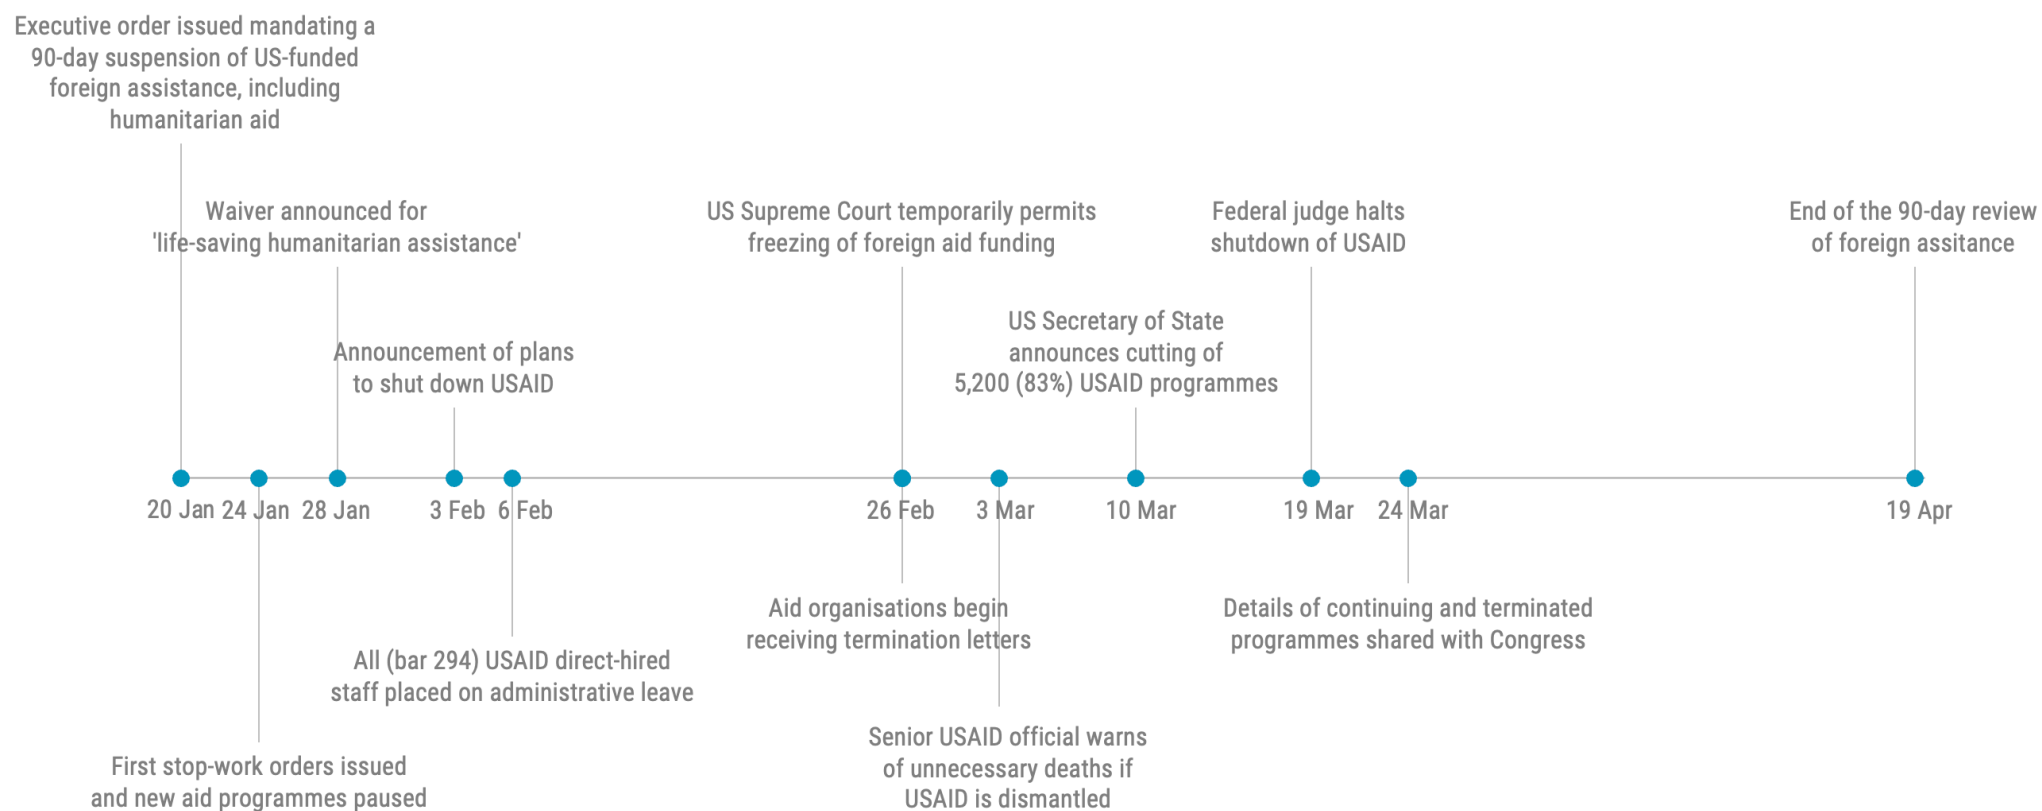 Executive order issued mandating a
90-day suspension of US-funded
foreign assistance, including
humanitarian aid
Waiver announced for
'life-saving humanitarian assistance'
US Supreme Court temporarily permits
freezing of foreign aid funding
Federal judge halts
shutdown of USAID
End of the 90-day review
of foreign assitance
Announcement of plans
to shut down USAID
US Secretary of State
announces cutting of
5,200 (83%) USAID programmes
20 Jan 24 Jan 28 Jan 3 Feb 6 Feb 26 Feb 3 Mar 10 Mar 19 Mar 24 Mar 19 Apr
Aid organisations begin
receiving termination letters
Details of continuing and terminated
programmes shared with Congress
All (bar 294) USAID direct-hired
staff placed on administrative leave
Senior USAID official warns
of unnecessary deaths if
USAID is dismantled
First stop-work orders issued
and new aid programmes paused